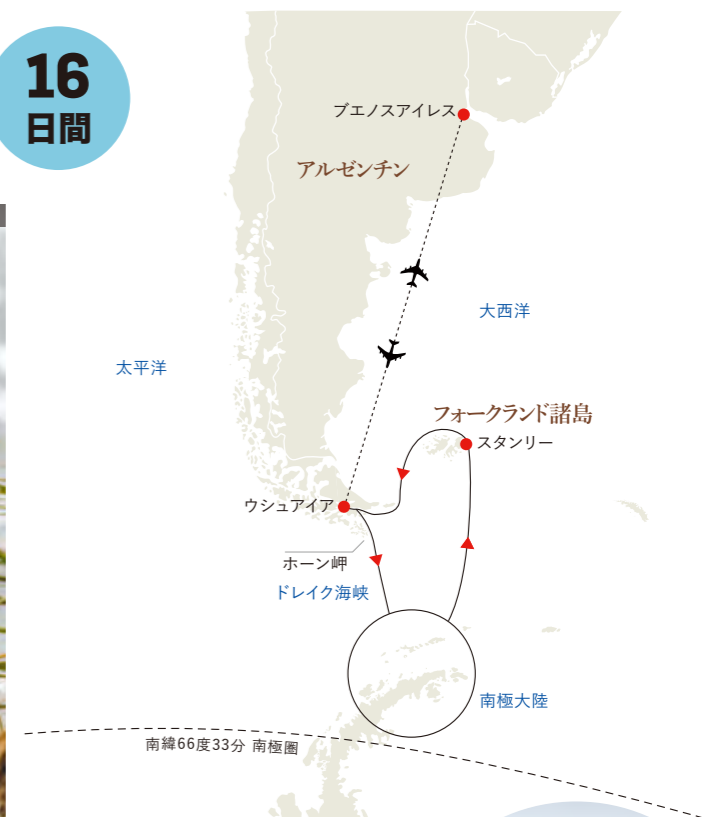 16
日間
ブエノスアイレス
アルゼンチン
大西洋
太平洋
フォークランド諸島
スタンリー
ウシュアイア
ホーン岬
ドレイク海峡
南極大陸
南緯66度33分 南極圏